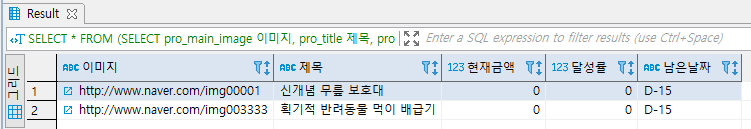 Result
SELECT * FROM (SELECT pro_main_image 이미지, pro_title 제목, pro Enter a SQL expression to filter results (use Ctrl+Space)
그리드
ABC 이미지 ABC 제목 123 현재금액 123 달성률 ABC 남은날짜
1 http://www.naver.com/img00001 신개념 무릎 보호대 0 0 D-15
2 http://www.naver.com/img003333 획기적 반려동물 먹이 배급기 0 0 D-15